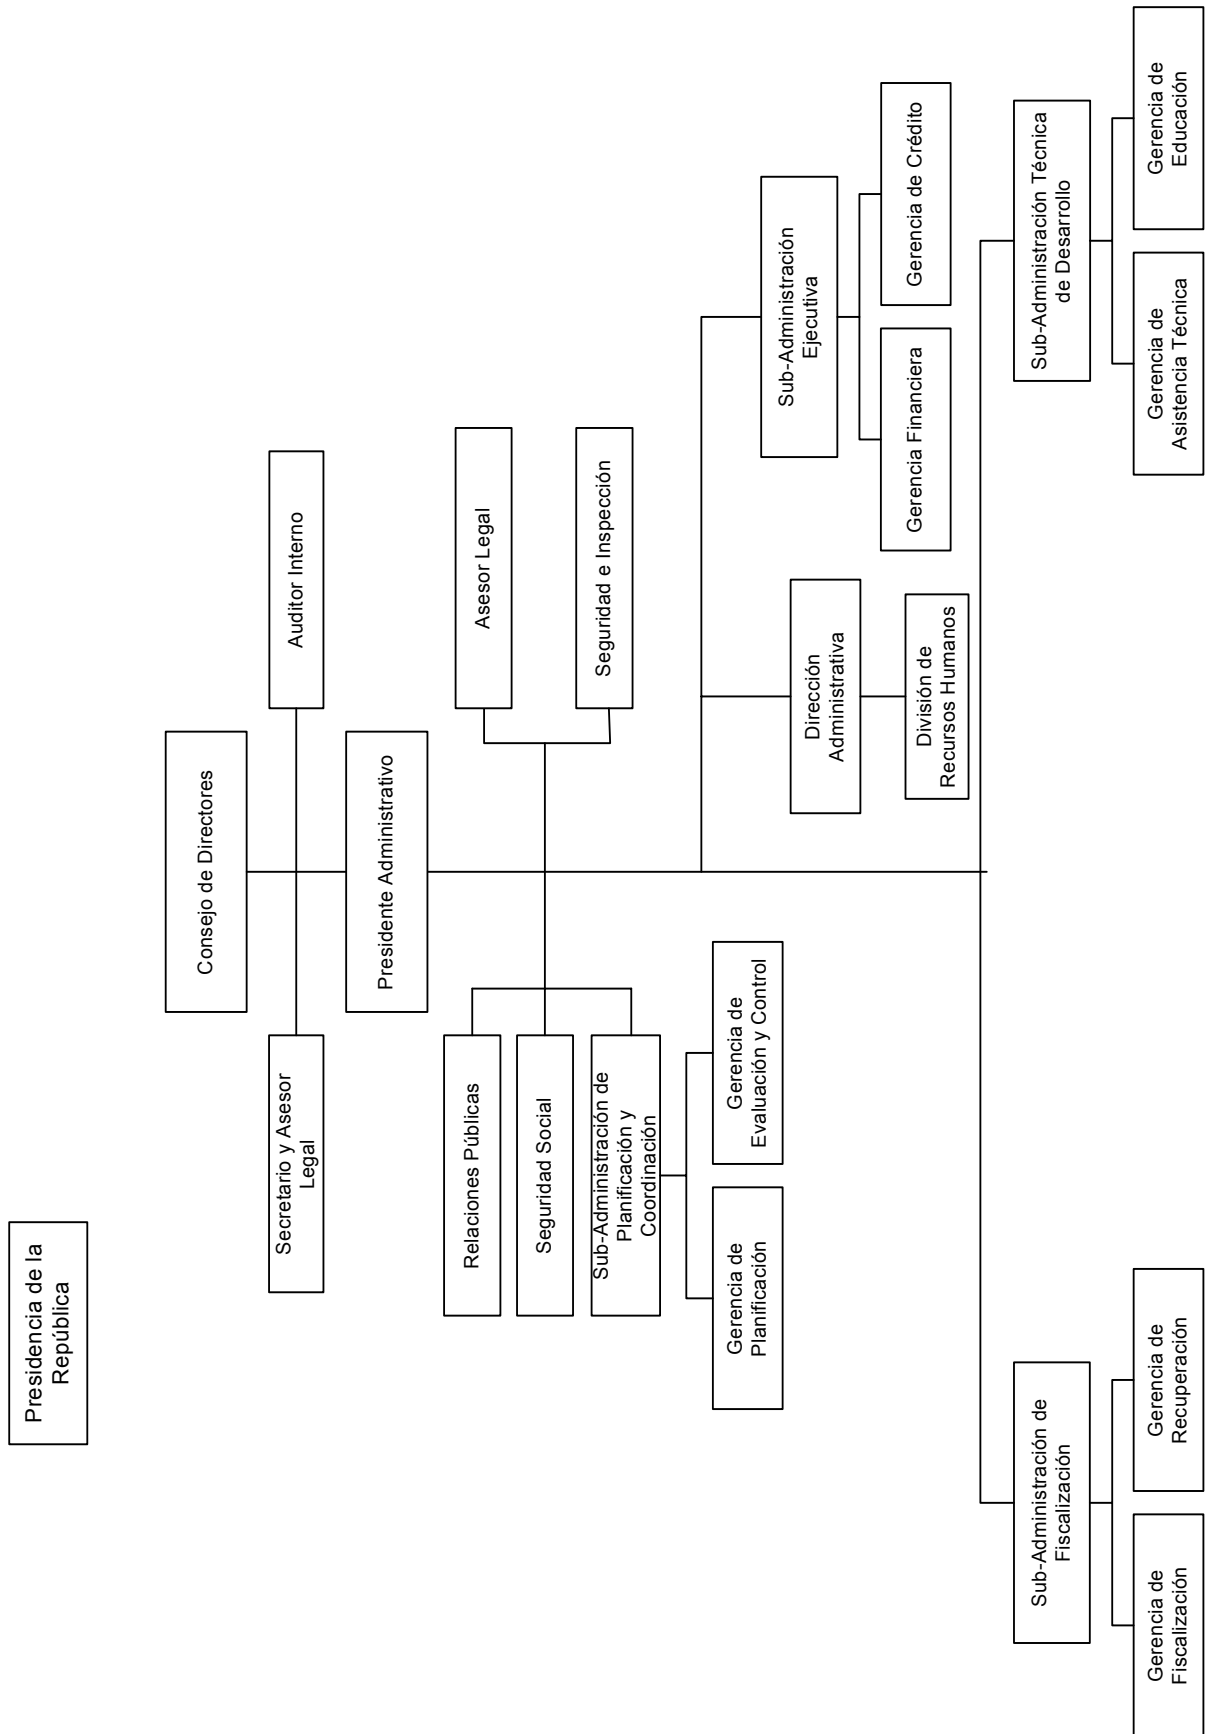 Presidencia de la
República
Consejo de Directores
Secretario y Asesor
Legal
Auditor Interno
Presidente Administrativo
Relaciones Públicas
Asesor Legal
Seguridad Social
Seguridad e Inspección
Sub-Administración de
Planificación y
Coordinación
Gerencia de
Planificación
Gerencia de
Evaluación y Control
Dirección
Administrativa
Sub-Administración
Ejecutiva
División de
Recursos Humanos
Gerencia Financiera
Gerencia de Crédito
Sub-Administración de
Fiscalización
Sub-Administración Técnica
de Desarrollo
Gerencia de
Fiscalización
Gerencia de
Recuperación
Gerencia de
Asistencia Técnica
Gerencia de
Educación